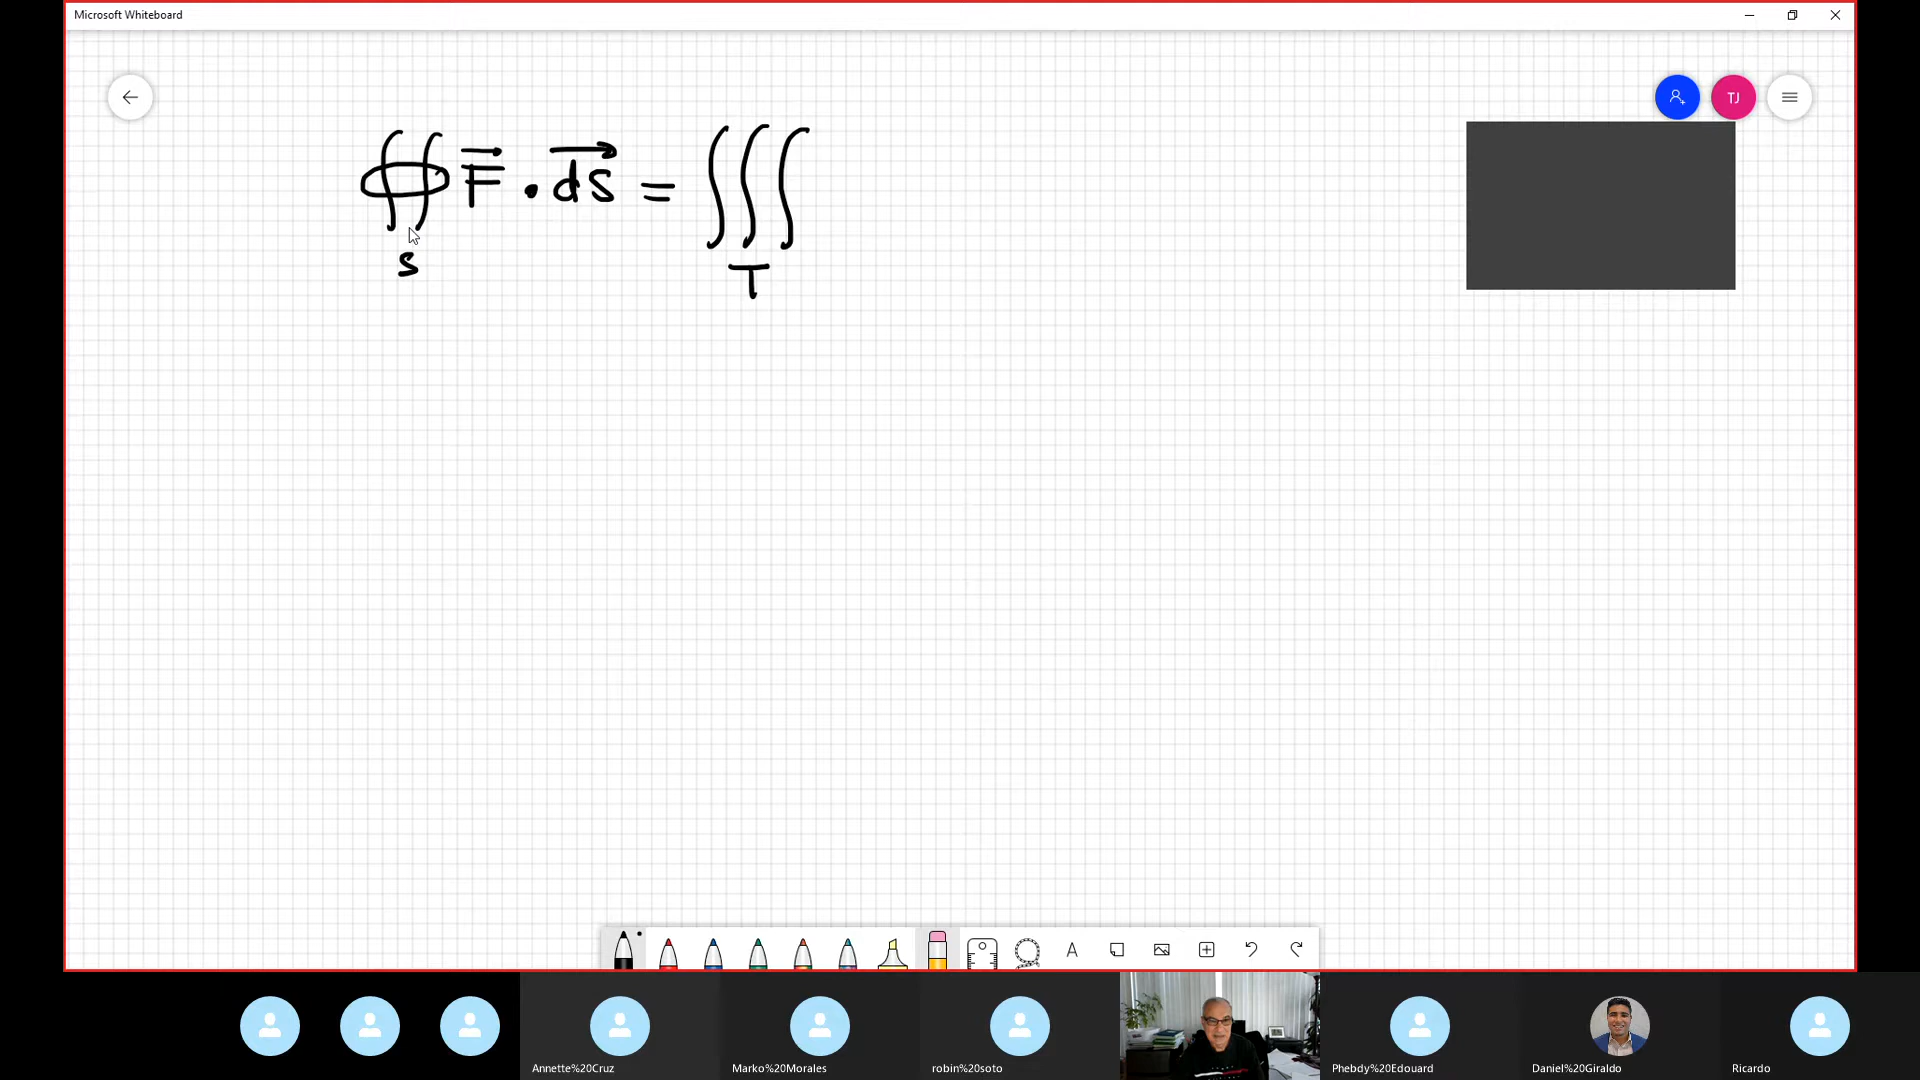 Microsoft Whiteboard
TJ
∯ F⃗ · ds⃗ = ∭
S T
A
Annette%20Cruz
Marko%20Morales
robin%20soto
Phebdy%20Edouard
Daniel%20Giraldo
Ricardo